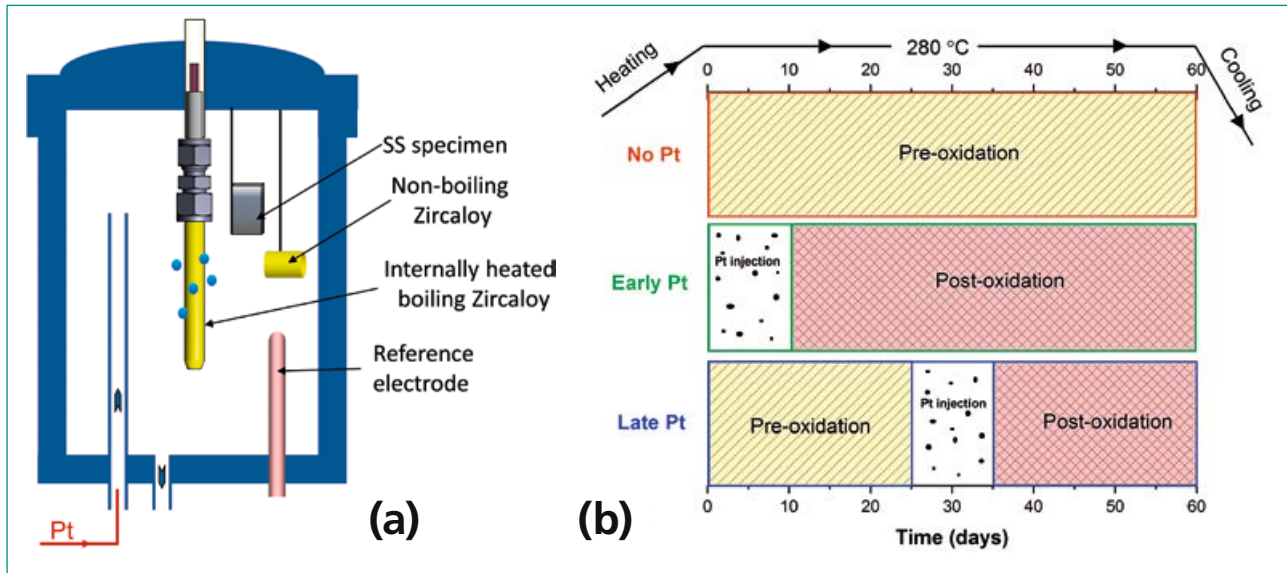 SS specimen
Non-boiling
Zircaloy
Internally heated
boiling Zircaloy
Reference
electrode
Pt
(a)
(b)
Heating
280 °C
Cooling
0 10 20 30 40 50 60
No Pt
Pre-oxidation
Early Pt
Pt injection
Post-oxidation
Late Pt
Pre-oxidation
Pt injection
Post-oxidation
0 10 20 30 40 50 60
Time (days)